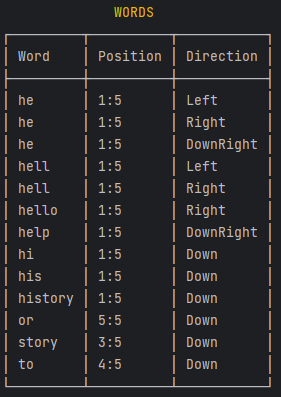 WORDS
Word Position Direction
he 1:5 Left
he 1:5 Right
he 1:5 DownRight
hell 1:5 Left
hell 1:5 Right
hello 1:5 Right
help 1:5 DownRight
hi 1:5 Down
his 1:5 Down
history 1:5 Down
or 5:5 Down
story 3:5 Down
to 4:5 Down